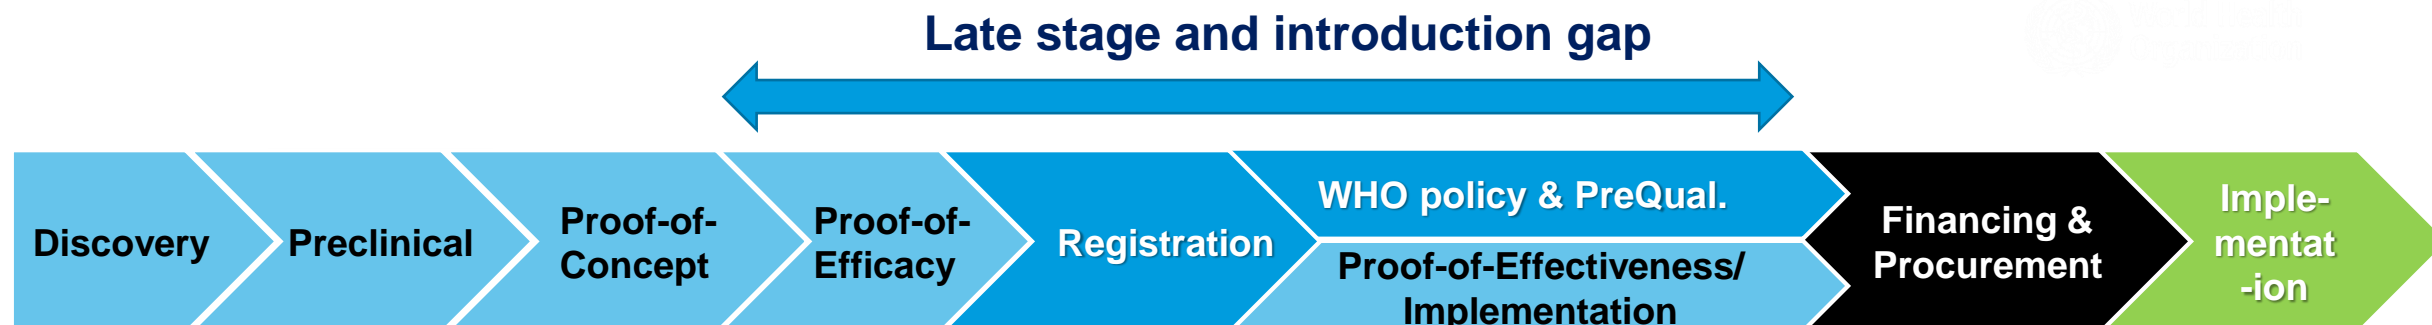 Late stage and introduction gap
Discovery
Preclinical
Proof-of-
Concept
Proof-of-
Efficacy
Registration
WHO policy & PreQual.
Proof-of-Effectiveness/
Implementation
Financing &
Procurement
Imple-
mentat
-ion